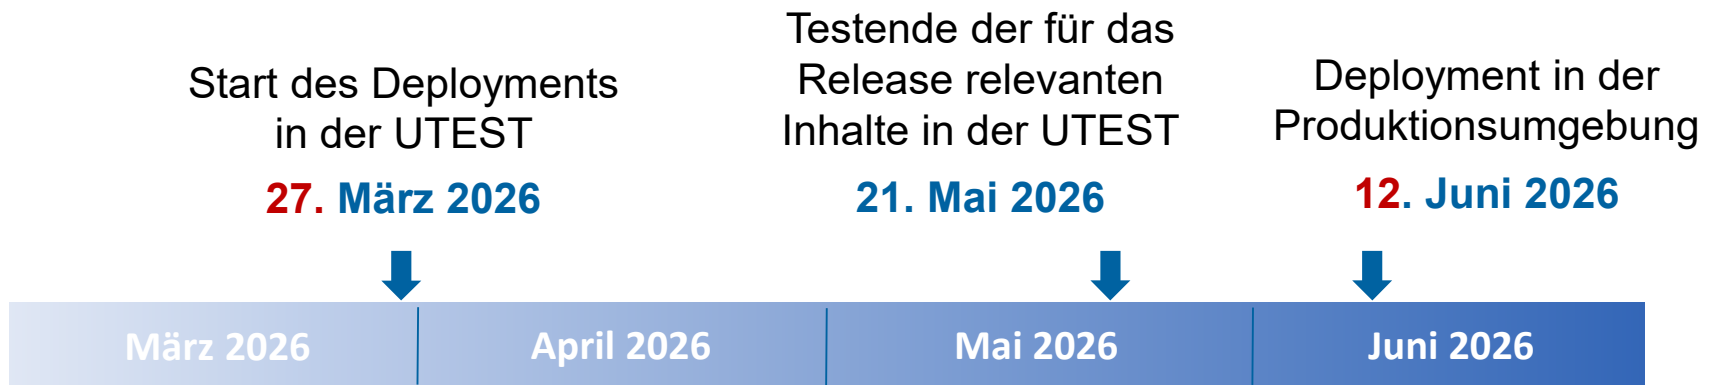 Start des Deployments
in der UTEST
27. März 2026
Testende der für das
Release relevanten
Inhalte in der UTEST
21. Mai 2026
Deployment in der
Produktionsumgebung
12. Juni 2026
März 2026
April 2026
Mai 2026
Juni 2026